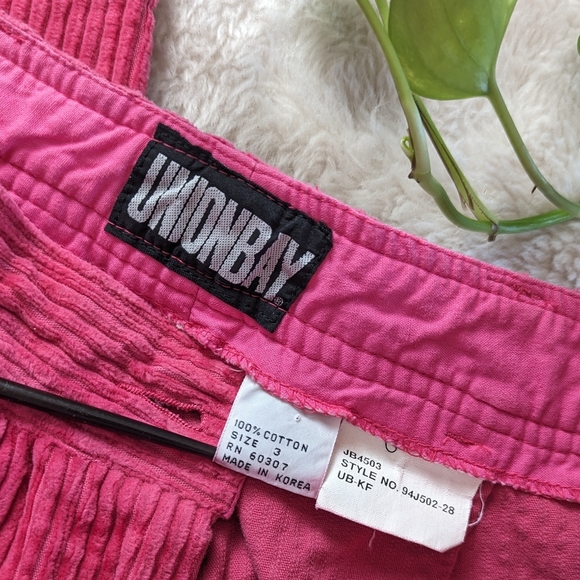 UNIONBAY®
100% COTTON
SIZE 3
RN 60307
MADE IN KOREA
JB4503
STYLE NO. 94J502-28
UB-KF